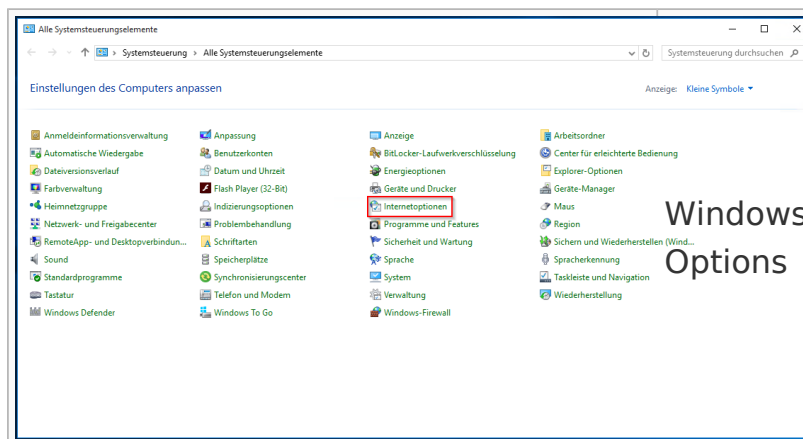 Alle Systemsteuerungselemente
Systemsteuerung > Alle Systemsteuerungselemente
Systemsteuerung durchsuchen
Einstellungen des Computers anpassen
Anzeige: Kleine Symbole
Anmeldeinformationsverwaltung Anpassung Anzeige Arbeitsordner
Automatische Wiedergabe Benutzerkonten BitLocker-Laufwerkverschlüsselung Center für erleichterte Bedienung
Dateiversionsverlauf Datum und Uhrzeit Energieoptionen Explorer-Optionen
Farbverwaltung Flash Player (32-Bit) Geräte und Drucker Geräte-Manager
Heimnetzgruppe Indizierungsoptionen Internetoptionen Maus
Netzwerk- und Freigabecenter Problembehandlung Programme und Features Region
RemoteApp- und Desktopverbindun... Schriftarten Sicherheit und Wartung Sichern und Wiederherstellen (Wind...
Sound Speicherplätze Sprache Spracherkennung
Standardprogramme Synchronisierungscenter System Taskleiste und Navigation
Tastatur Telefon und Modem Verwaltung Wiederherstellung
Windows Defender Windows To Go Windows-Firewall
Windows
Options